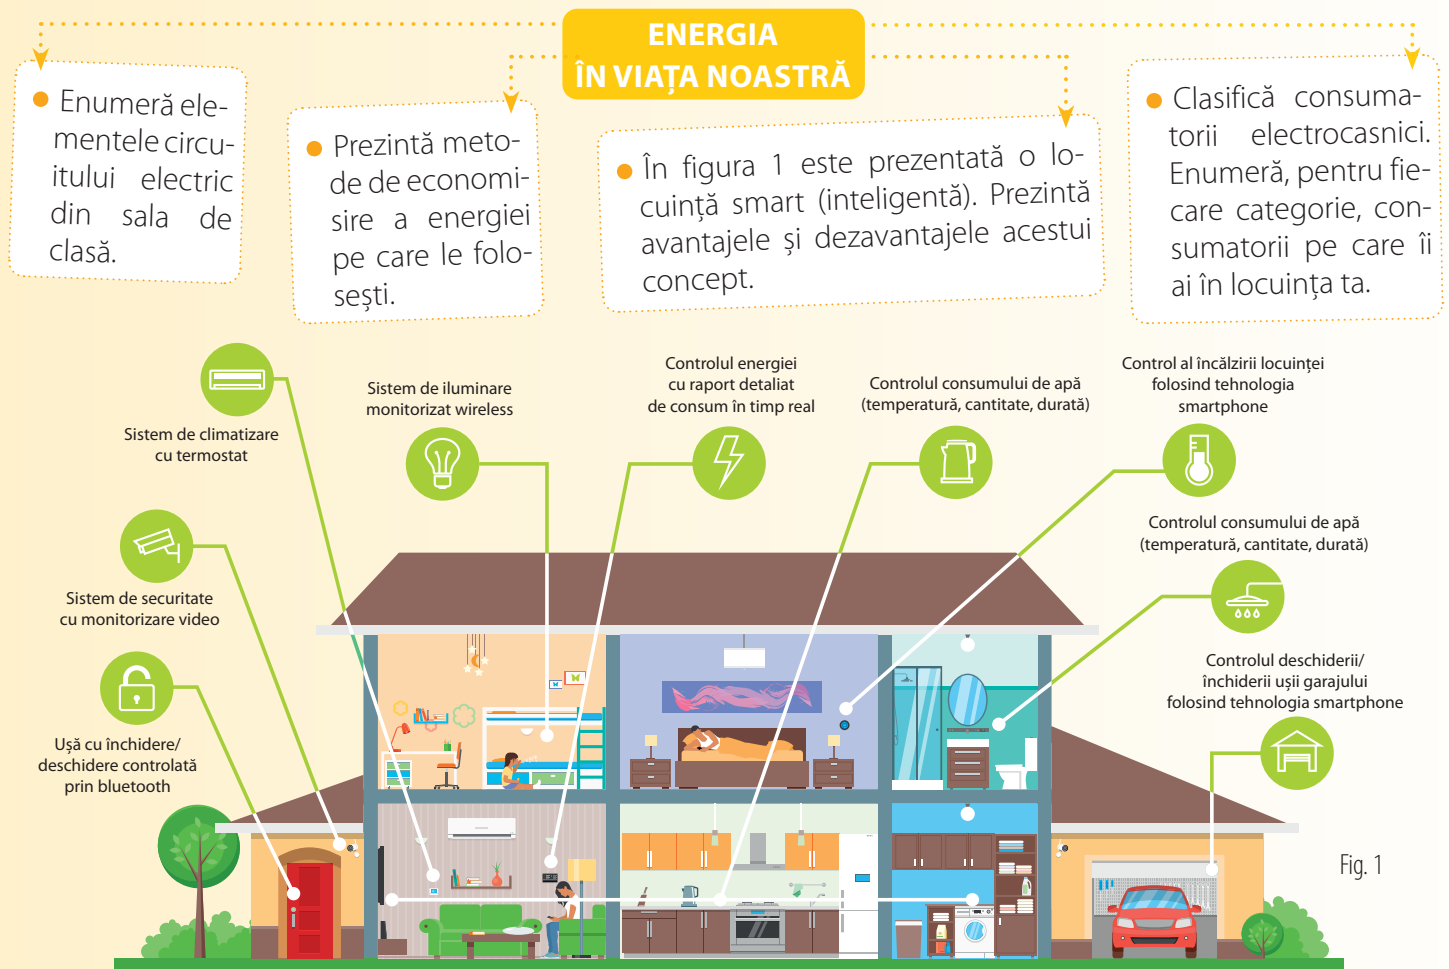 ENERGIA
ÎN VIAȚA NOASTRĂ
• Enumeră ele-
mentele circu-
itului electric
din sala de
clasă.
• Prezintă meto-
de de economi-
sire a energiei
pe care le folo-
sești.
• În figura 1 este prezentată o lo-
cuință smart (inteligentă). Prezintă
avantajele și dezavantajele acestui
concept.
• Clasifică consuma-
torii electrocasnici.
Enumeră, pentru fie-
care categorie, con-
sumatorii pe care îi
ai în locuința ta.
Sistem de climatizare
cu termostat
Sistem de iluminare
monitorizat wireless
Controlul energiei
cu raport detaliat
de consum în timp real
Controlul consumului de apă
(temperatură, cantitate, durată)
Control al încălzirii locuinței
folosind tehnologia
smartphone
Sistem de securitate
cu monitorizare video
Controlul consumului de apă
(temperatură, cantitate, durată)
Ușă cu închidere/
deschidere controlată
prin bluetooth
Controlul deschiderii/
închiderii ușii garajului
folosind tehnologia smartphone
Fig. 1